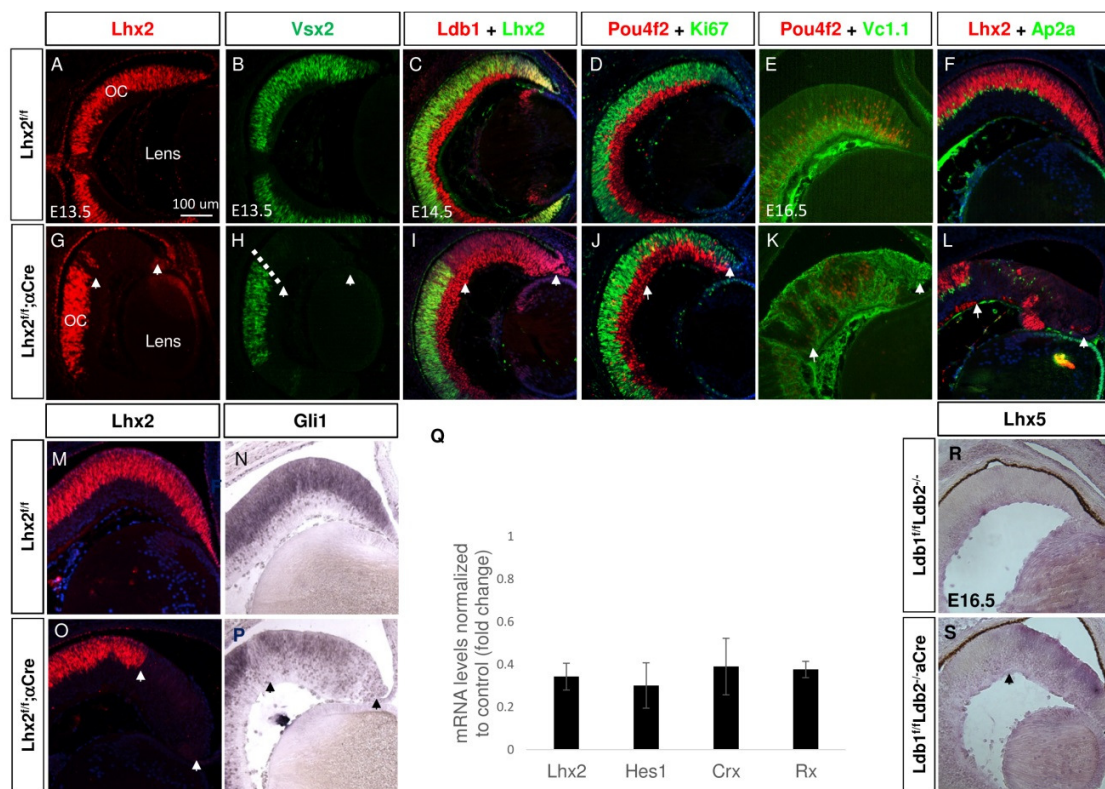 Lhx2
Vsx2
Ldb1 + Lhx2
Pou4f2 + Ki67
Pou4f2 + Vc1.1
Lhx2 + Ap2a
Lhx2f/f
A
OC
Lens
E13.5
100 um
B
E13.5
C
E14.5
D
E
E16.5
F
Lhx2f/f;αCre
G
OC
Lens
H
I
J
K
L
Lhx2
Gli1
Lhx5
Lhx2f/f
M
N
Lhx2f/f;αCre
O
P
Q
mRNA levels normalized
to control (fold change)
1
0.8
0.6
0.4
0.2
0
Lhx2
Hes1
Crx
Rx
Ldb1f/fLdb2-/-
R
E16.5
Ldb1f/fLdb2-/-aCre
S